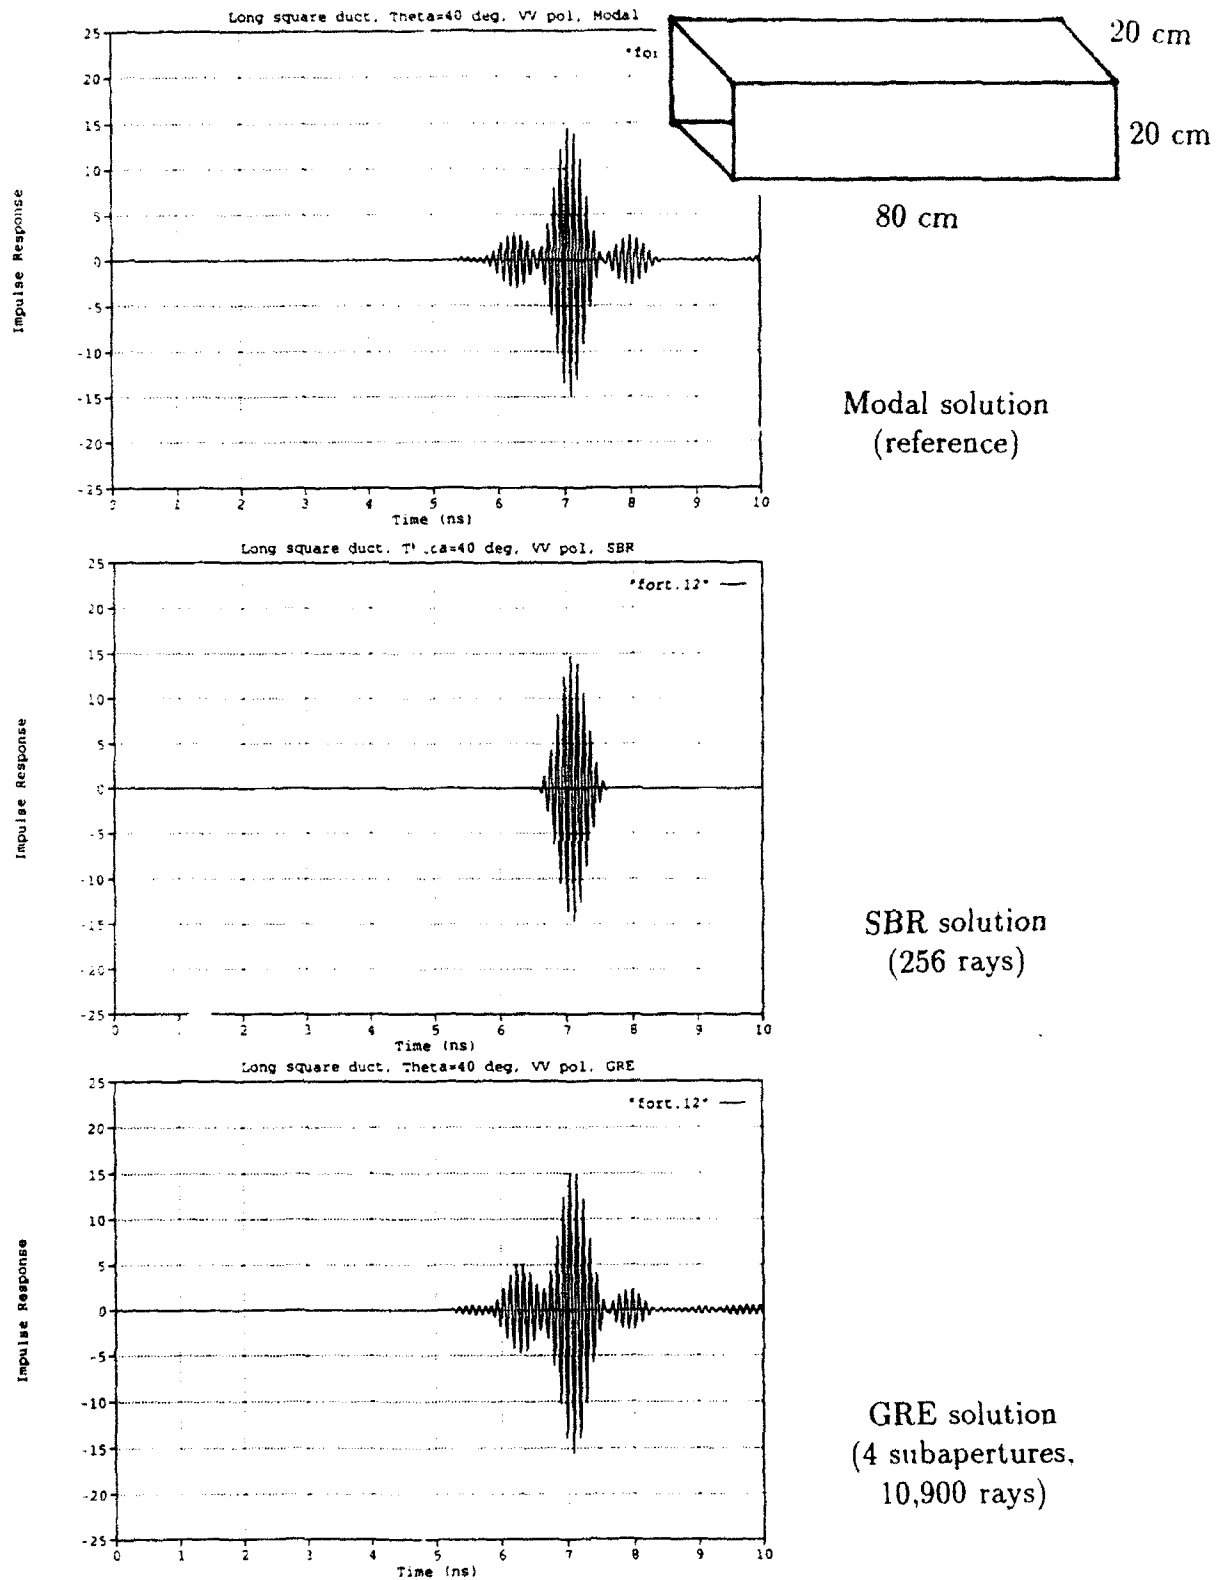 Long square duct, Theta=40 deg, VV pol, Modal
"for
25
20
15
10
5
0
-5
-10
-15
-20
-25
Impulse Response
1
2
3
4
5
6
7
8
9
10
Time (ns)
20 cm
20 cm
80 cm
Modal solution
(reference)
Long square duct, deg, VV pol, SBR
"fort.12"
25
20
15
10
5
0
-5
-10
-15
-20
-25
Impulse Response
0
2
3
4
5
6
7
8
9
10
Time (ns)
SBR solution
(256 rays)
Long square duct, Theta=40 deg, VV pol, GRE
"fort.12"
25
20
15
10
5
0
-5
-10
-15
-20
-25
Impulse Response
0
1
2
3
4
5
6
7
8
9
10
Time (ns)
GRE solution
(4 subapertures,
10,900 rays)